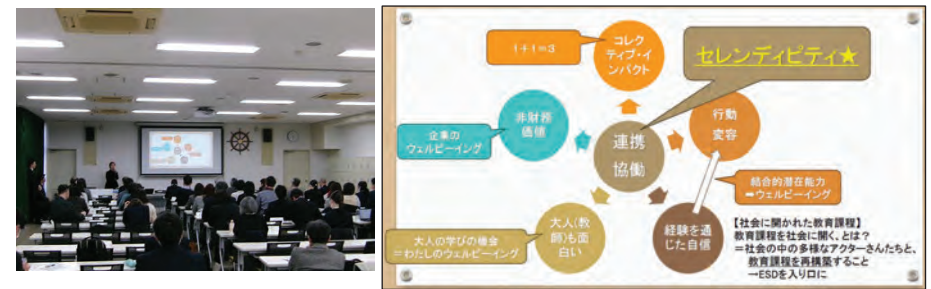 1+1=3
コレク
ティブ・イ
ンパクト
セレンディピティ★
非財務
価値
企業の
ウェルビーイング
連携
協働
行動
変容
結合的潜在能力
➡ウェルビーイング
大人(教
師)も面
白い
大人の学びの機会
=わたしのウェルビーイング
経験を通
じた自信
【社会に開かれた教育課程】
教育課程を社会に開く、とは?
=社会の中の多様なアクターさんたちと、
教育課程を再構築すること
→ESDを入り口に